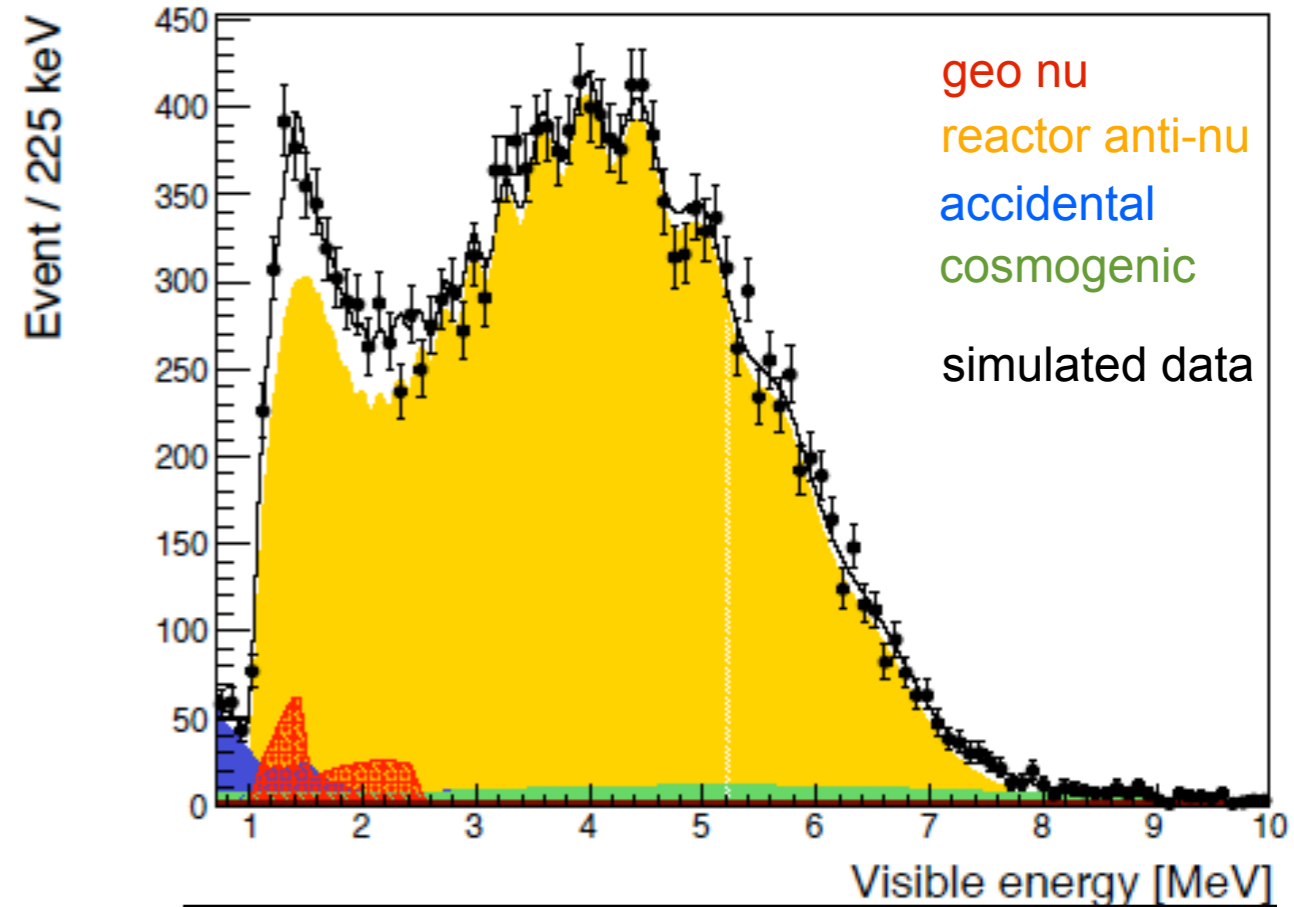 Event / 225 keV
450
400
350
300
250
200
150
100
50
0
geo nu
reactor anti-nu
accidental
cosmogenic
simulated data
1 2 3 4 5 6 7 8 9 10
Visible energy [MeV]